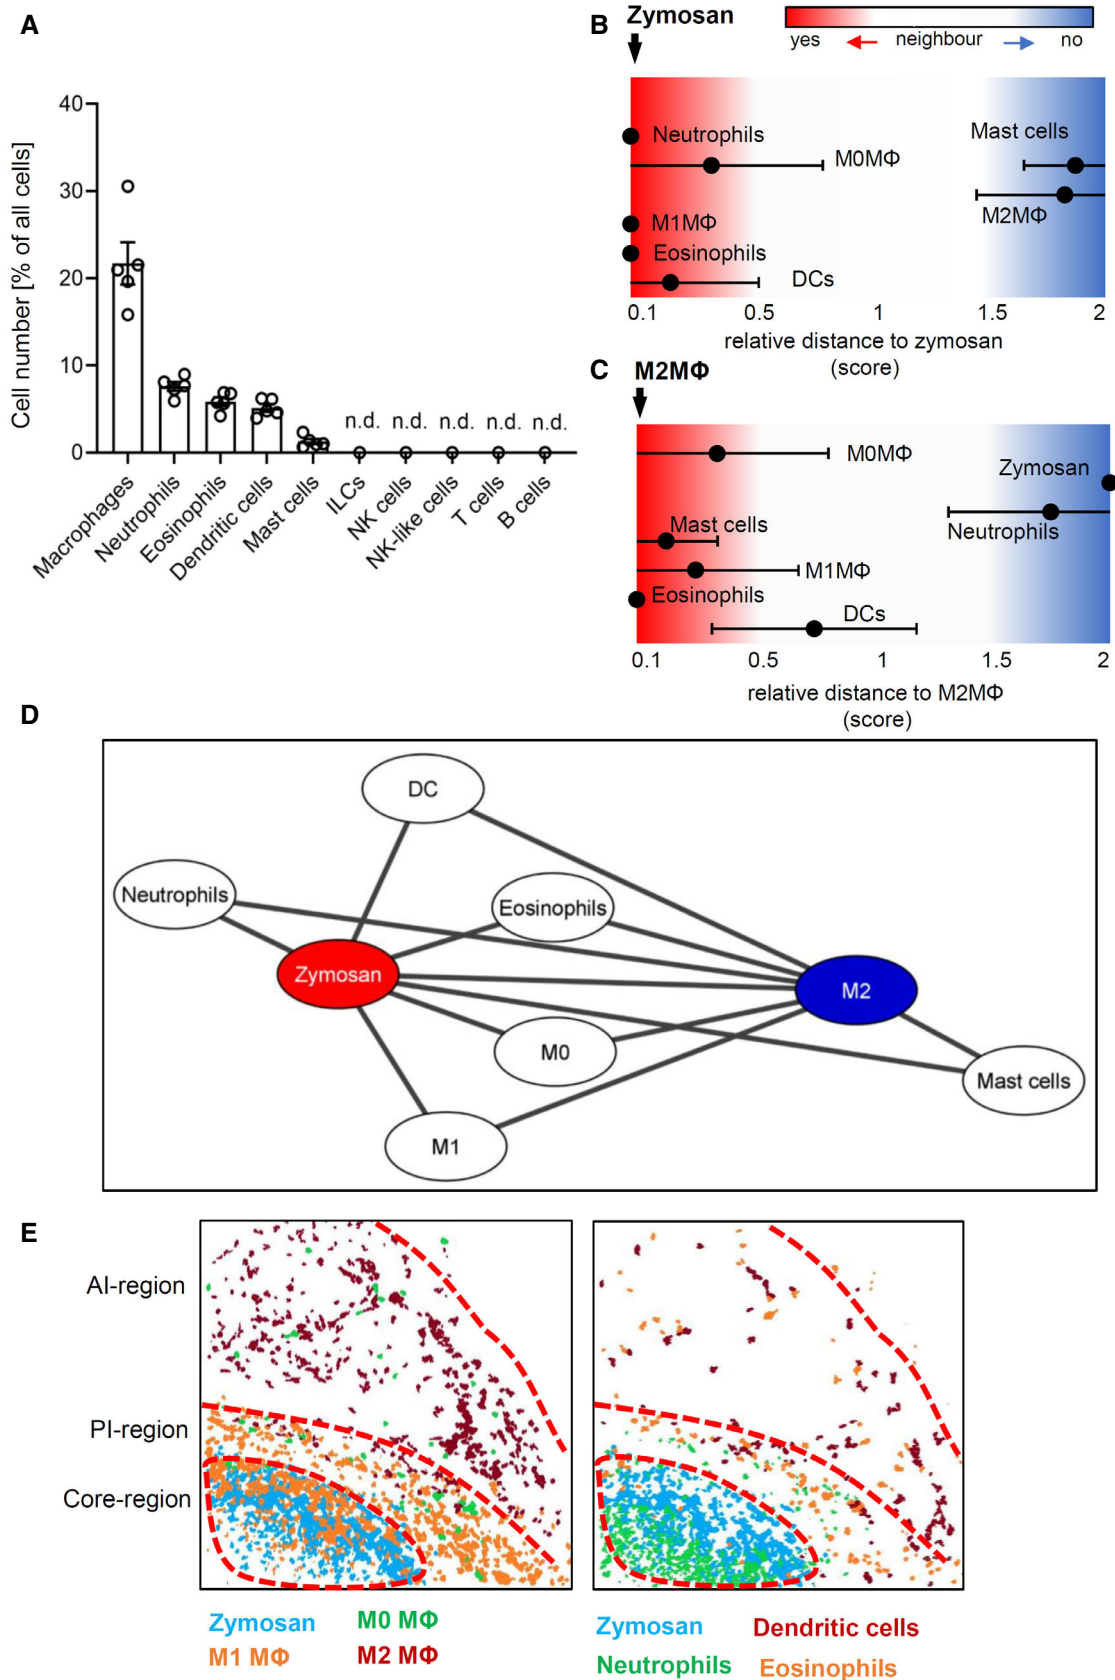 A
Cell number [% of all cells]
40
30
20
10
0
n.d. n.d. n.d. n.d. n.d.
Macrophages
Neutrophils
Eosinophils
Dendritic cells
Mast cells
ILCs
NK cells
NK-like cells
T cells
B cells
B
Zymosan
yes neighbour no
Neutrophils
Mast cells
M0MΦ
M2MΦ
M1MΦ
Eosinophils
DCs
0.1 0.5 1 1.5 2
relative distance to zymosan
(score)
C
M2MΦ
M0MΦ
Zymosan
Neutrophils
Mast cells
M1MΦ
Eosinophils
DCs
0.1 0.5 1 1.5 2
relative distance to M2MΦ
(score)
D
DC
Neutrophils
Eosinophils
Zymosan
M2
M0
Mast cells
M1
E
AI-region
PI-region
Core-region
Zymosan M0 MΦ
M1 MΦ M2 MΦ
Zymosan Dendritic cells
Neutrophils Eosinophils